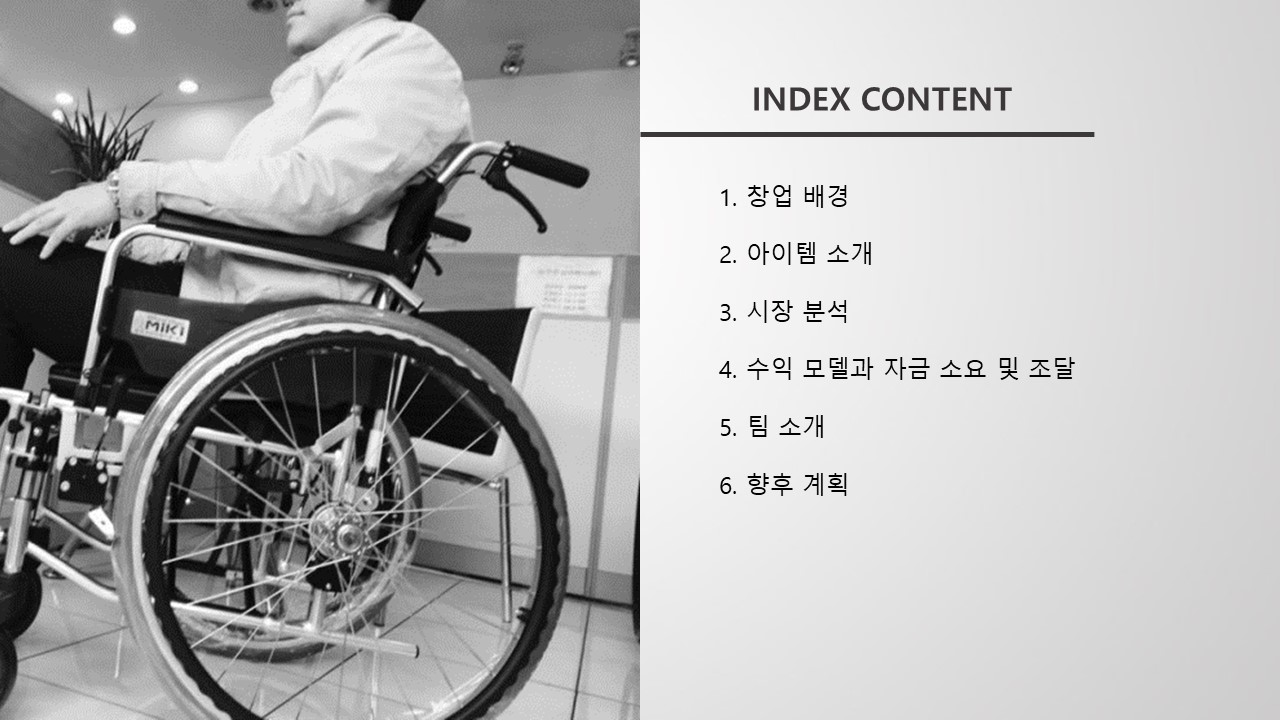 INDEX CONTENT
1. 창업 배경
2. 아이템 소개
3. 시장 분석
4. 수익 모델과 자금 소요 및 조달
5. 팀 소개
6. 향후 계획
MiKi